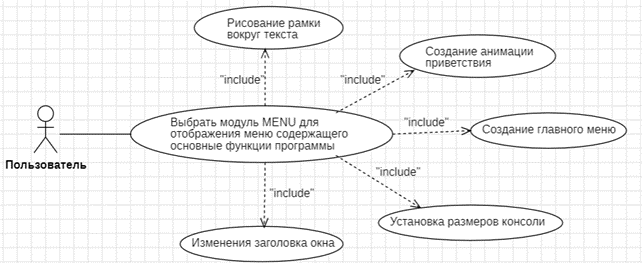 Рисование рамки
вокруг текста
Создание анимации
приветствия
"include"
"include"
Выбрать модуль MENU для
отображения меню содержащего
основные функции программы
"include"
Создание главного меню
Пользователь
"include"
"include"
Установка размеров консоли
Изменения заголовка окна